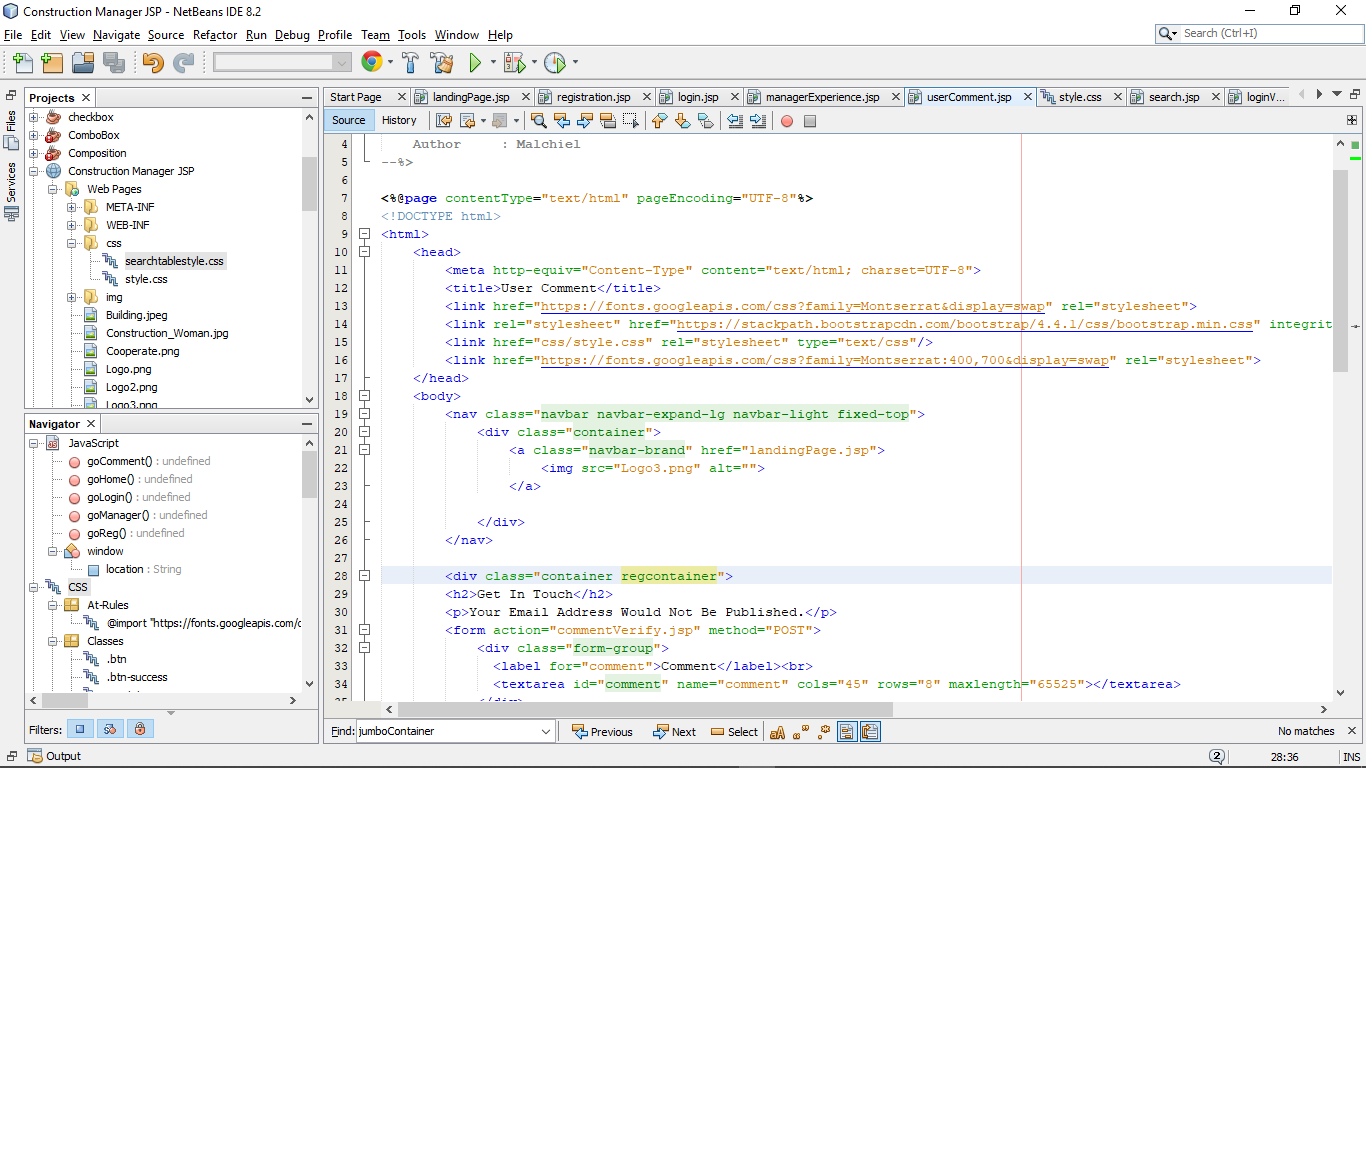 Construction Manager JSP - NetBeans IDE 8.2
File Edit View Navigate Source Refactor Run Debug Profile Team Tools Window Help
Search (Ctrl+I)
Files
Services
Projects
checkbox
ComboBox
Composition
Construction Manager JSP
Web Pages
META-INF
WEB-INF
css
searchtablestyle.css
style.css
img
Building.jpeg
Construction_Woman.jpg
Cooperate.png
Logo.png
Logo2.png
Logo3.png
Navigator
JavaScript
goComment() : undefined
goHome() : undefined
goLogin() : undefined
goManager() : undefined
goReg() : undefined
window
location : String
CSS
At-Rules
@import "https://fonts.googleapis.com/c
Classes
.btn
.btn-success
Filters:
Start Page landingPage.jsp registration.jsp login.jsp managerExperience.jsp userComment.jsp style.css search.jsp loginV...
Source History
4 Author : Malchiel
5 --%>
6
7 <%@page contentType="text/html" pageEncoding="UTF-8"%>
8 <!DOCTYPE html>
9 <html>
10 <head>
11 <meta http-equiv="Content-Type" content="text/html; charset=UTF-8">
12 <title>User Comment</title>
13 <link href="https://fonts.googleapis.com/css?family=Montserrat&display=swap" rel="stylesheet">
14 <link rel="stylesheet" href="https://stackpath.bootstrapcdn.com/bootstrap/4.4.1/css/bootstrap.min.css" integrit
15 <link href="css/style.css" rel="stylesheet" type="text/css"/>
16 <link href="https://fonts.googleapis.com/css?family=Montserrat:400,700&display=swap" rel="stylesheet">
17 </head>
18 <body>
19 <nav class="navbar navbar-expand-lg navbar-light fixed-top">
20 <div class="container">
21 <a class="navbar-brand" href="landingPage.jsp">
22 <img src="Logo3.png" alt="">
23 </a>
24
25 </div>
26 </nav>
27
28 <div class="container regcontainer">
29 <h2>Get In Touch</h2>
30 <p>Your Email Address Would Not Be Published.</p>
31 <form action="commentVerify.jsp" method="POST">
32 <div class="form-group">
33 <label for="comment">Comment</label><br>
34 <textarea id="comment" name="comment" cols="45" rows="8" maxlength="65525"></textarea>
35 </div>
Find: jumboContainer Previous Next Select No matches
Output
2 28:36 INS